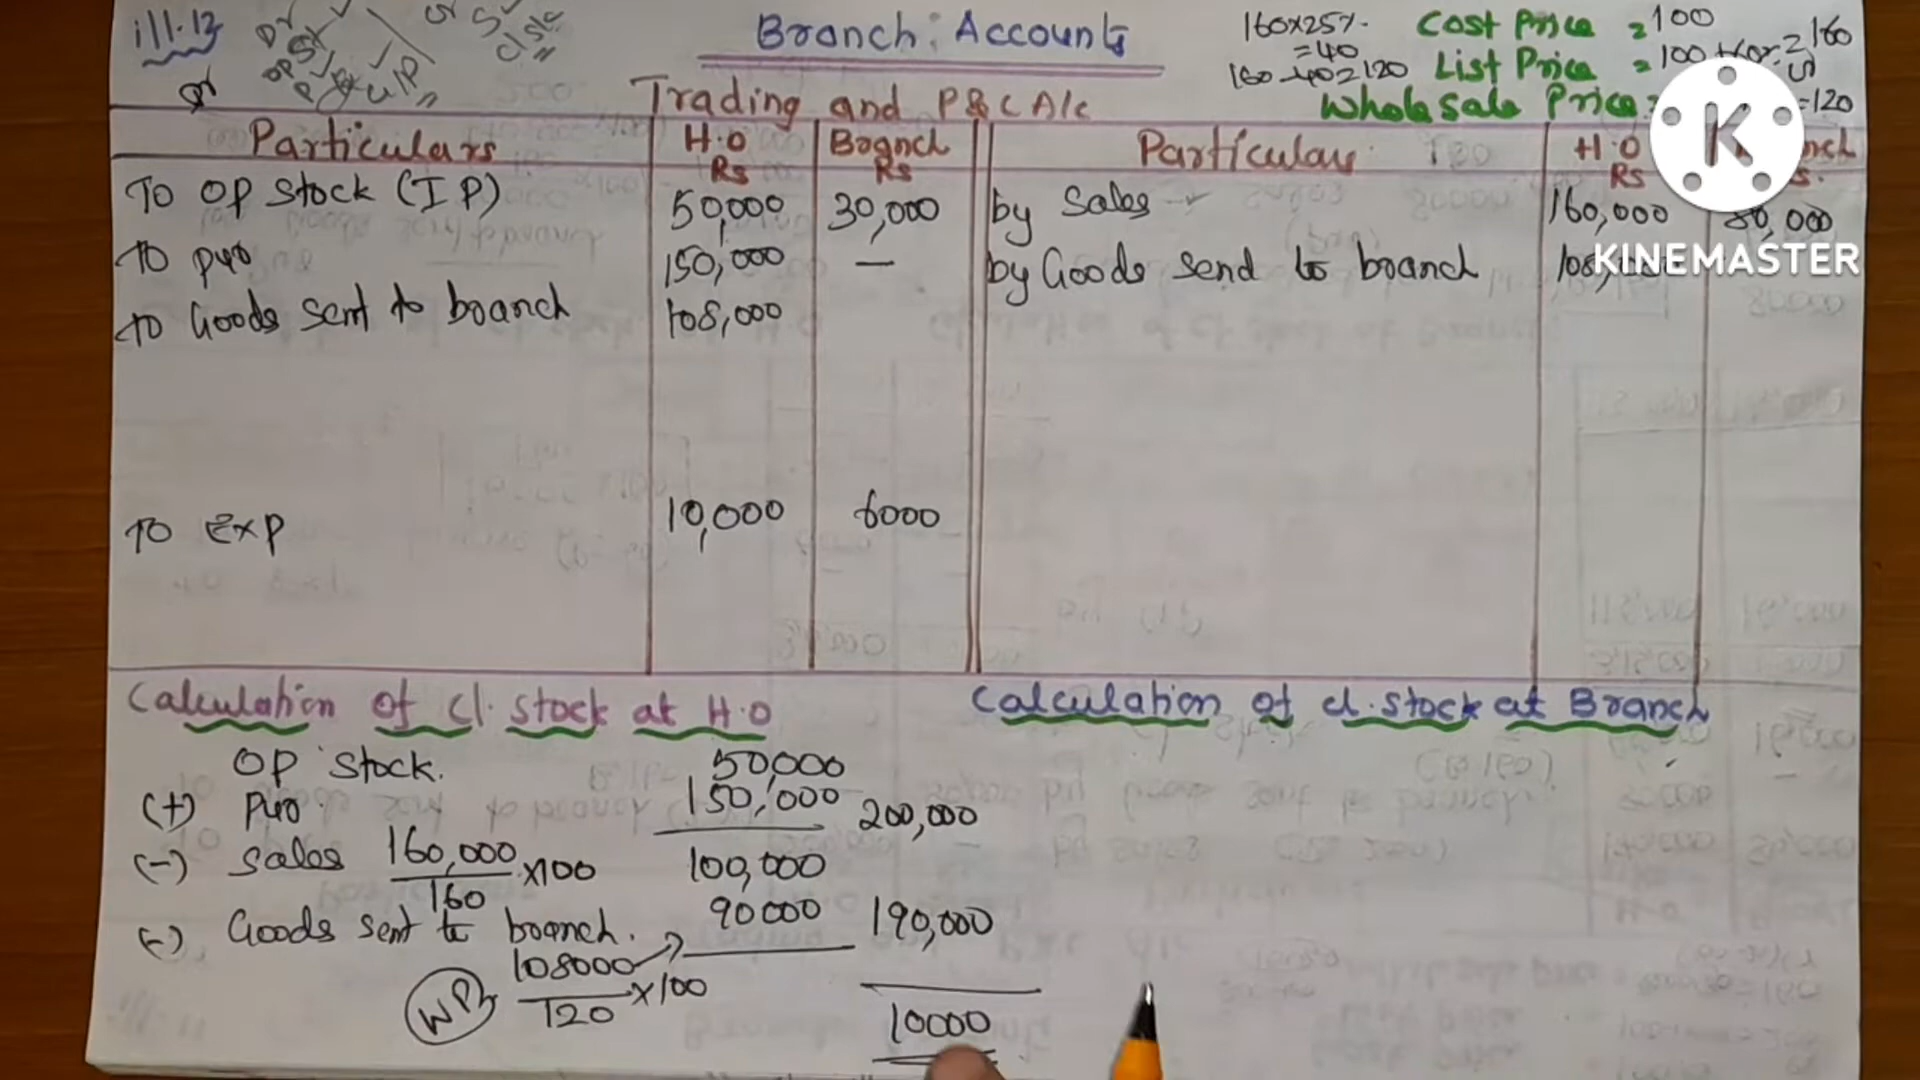 ill.13
Dr
Branch Accounts
160x25%
=40
160-40=120
Cost Price = 100
List Price = 100+60%=160
Wholesale Price =120
Trading and P&L A/c
Particulars H.O Rs Branch Rs Particulars H.O Rs
To OP Stock (IP) 50,000 30,000 by Sales 160,000 80,000
To pur 150,000 — by Goods send to branch
To Goods sent to branch 108,000
To Exp 10,000 6000
K
KINEMASTER
Calculation of cl. stock at H.O
OP Stock. 50,000
(+) Pur. 150,000 200,000
(-) Sales 160,000/160 x100 100,000
(-) Goods sent to branch. 90000 190,000
WP 108000/120 x100
10000
Calculation of cl. stock at Branch